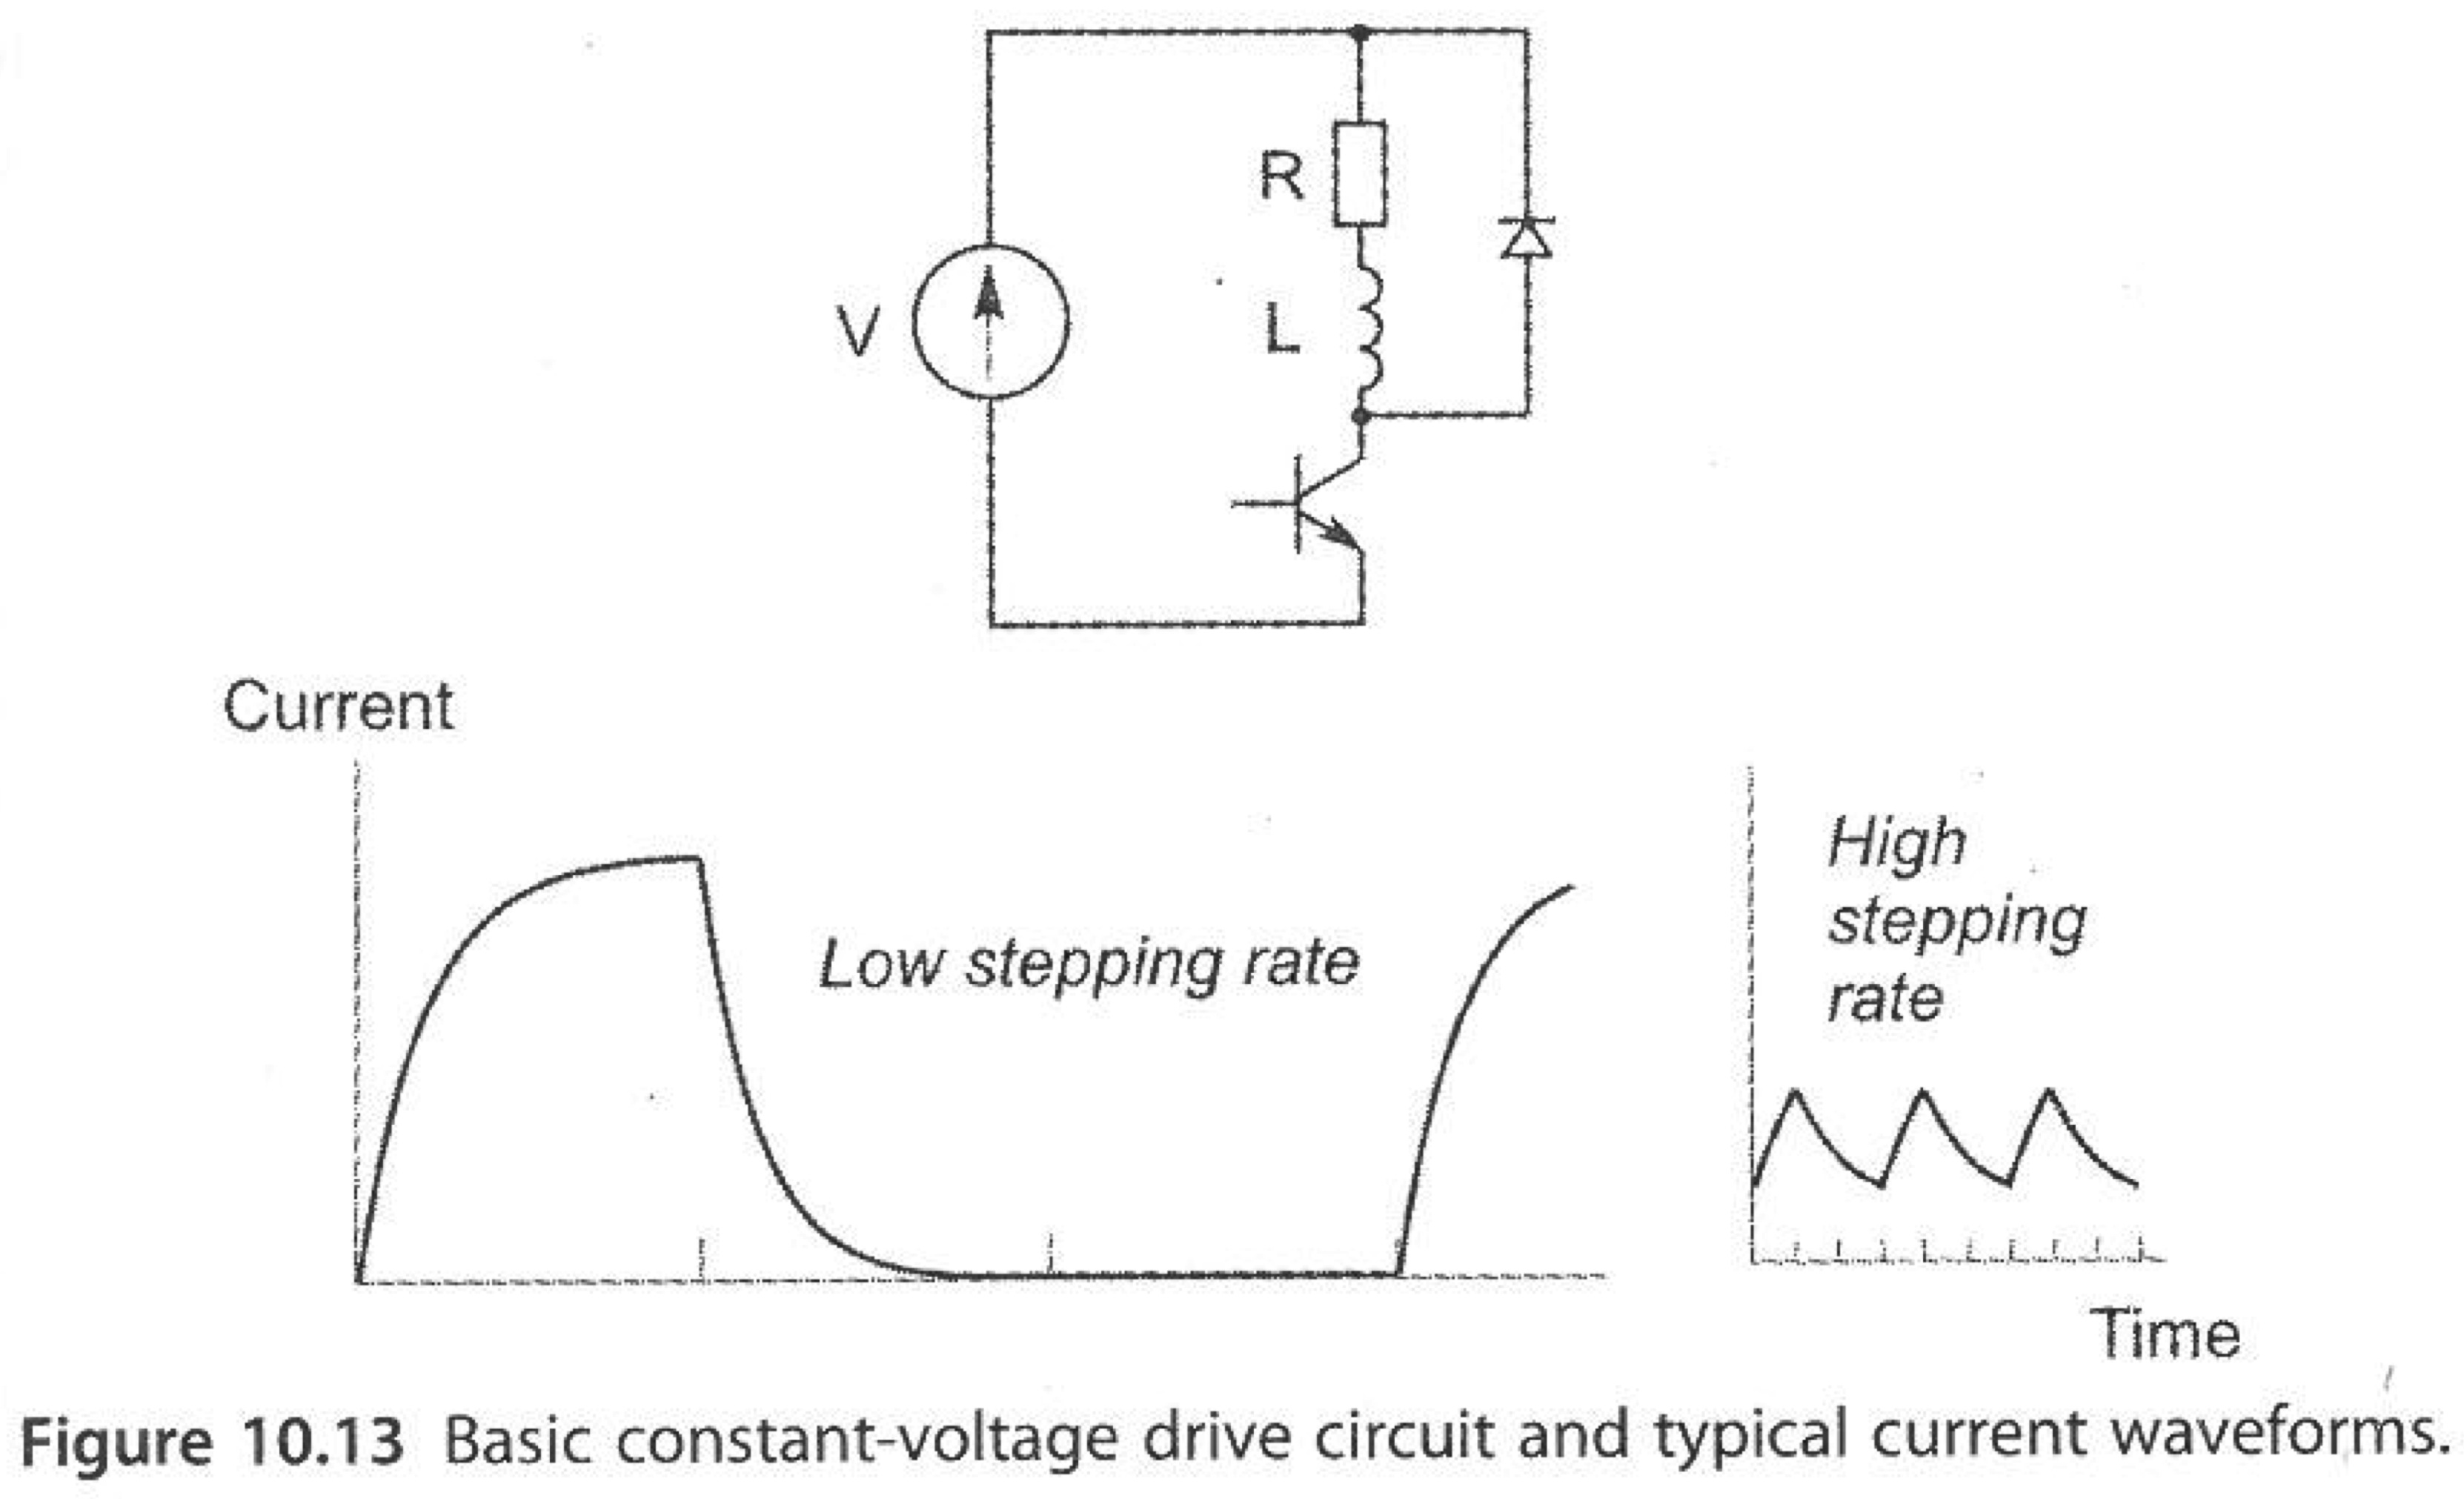 R
V
L
Current
High
stepping
rate
Low stepping rate
Time
Figure 10.13 Basic constant-voltage drive circuit and typical current waveforms.